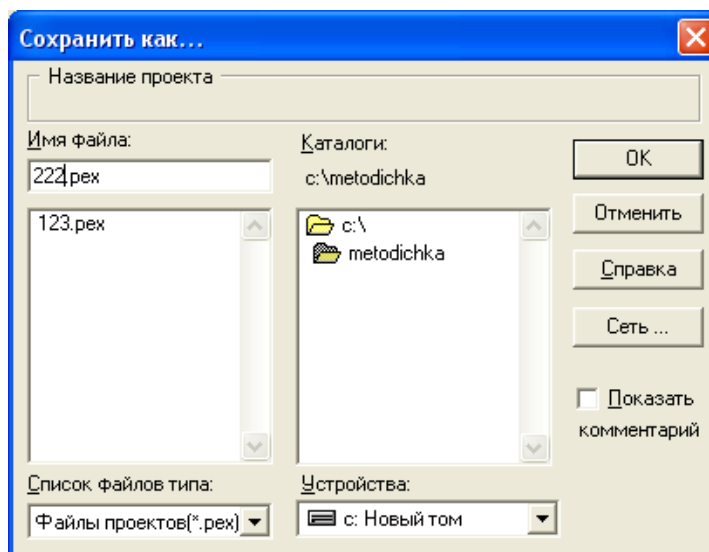 Сохранить как...
Название проекта
Имя файла:
222.pex
123.pex
Каталоги:
c:\metodichka
c:\
metodichka
OK
Отменить
Справка
Сеть ...
Показать
комментарий
Список файлов типа:
Файлы проектов(*.pex)
Устройства:
c: Новый том